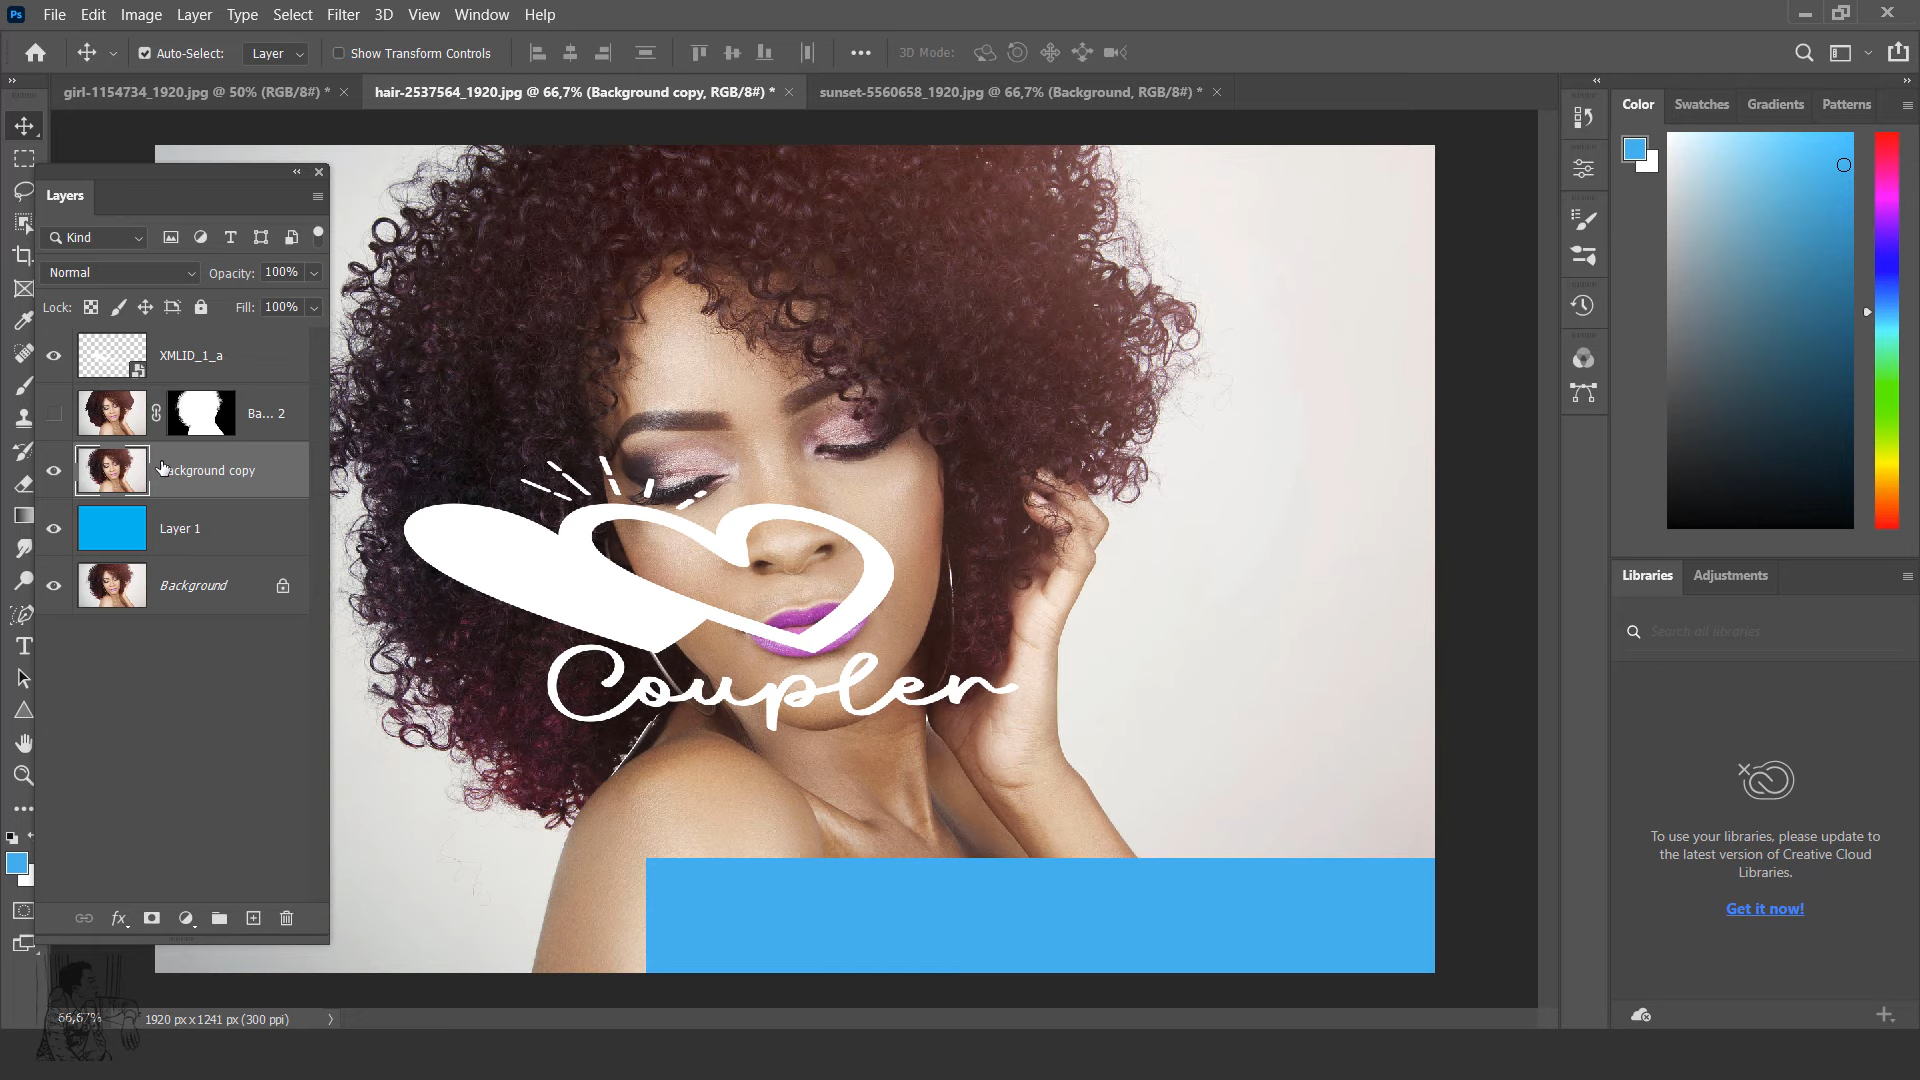 Ps File Edit Image Layer Type Select Filter 3D View Window Help
Auto-Select: Layer Show Transform Controls 3D Mode:
girl-1154734_1920.jpg @ 50% (RGB/8#) * hair-2537564_1920.jpg @ 66,7% (Background copy, RGB/8#) * sunset-5560658_1920.jpg @ 66,7% (Background, RGB/8#) *
Layers
Kind
Normal Opacity: 100%
Lock: Fill: 100%
XMLID_1_a
Ba... 2
ackground copy
Layer 1
Background
fx
66,67% 1920 px x 1241 px (300 ppi)
Coupler
Color Swatches Gradients Patterns
Libraries Adjustments
Search all libraries
To use your libraries, please update to
the latest version of Creative Cloud
Libraries.
Get it now!